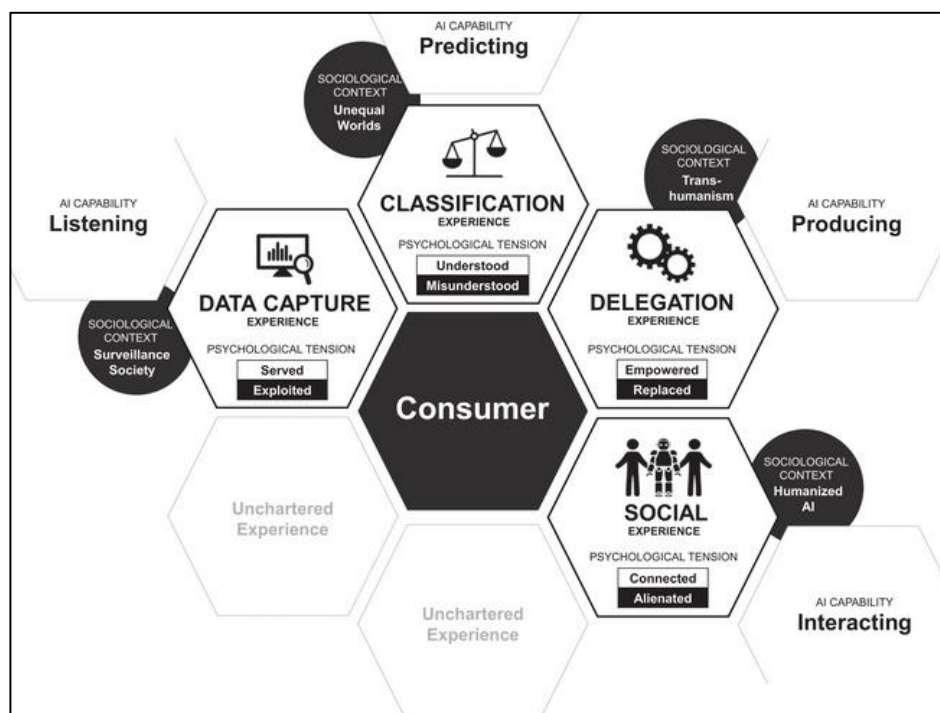 AI CAPABILITY
Predicting
SOCIOLOGICAL
CONTEXT
Unequal
Worlds
CLASSIFICATION
EXPERIENCE
PSYCHOLOGICAL TENSION
Understood
Misunderstood
SOCIOLOGICAL
CONTEXT
Trans-
humanism
AI CAPABILITY
Listening
AI CAPABILITY
Producing
DATA CAPTURE
EXPERIENCE
PSYCHOLOGICAL TENSION
Served
Exploited
DELEGATION
EXPERIENCE
PSYCHOLOGICAL TENSION
Empowered
Replaced
SOCIOLOGICAL
CONTEXT
Surveillance
Society
Consumer
Unchartered
Experience
SOCIAL
EXPERIENCE
PSYCHOLOGICAL TENSION
Connected
Alienated
SOCIOLOGICAL
CONTEXT
Humanized
AI
Unchartered
Experience
AI CAPABILITY
Interacting